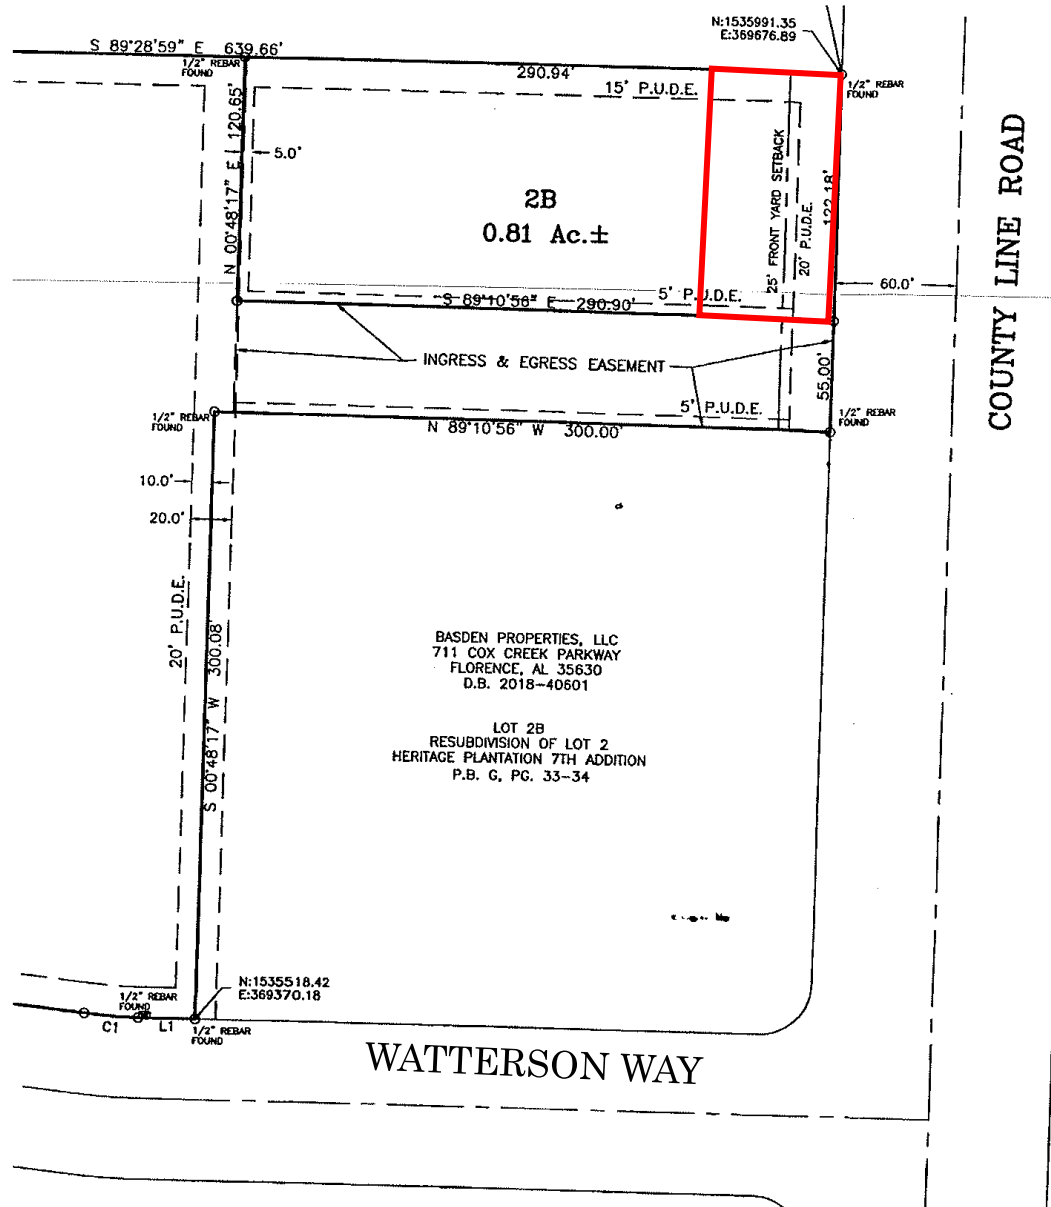 N:1535991.35
E:369676.89
S 89°28'59" E 639.66'
1/2" REBAR
FOUND
290.94'
15' P.U.D.E.
1/2" REBAR
FOUND
N 00°48'17" E 120.65'
5.0'
2B
0.81 Ac.±
25' FRONT YARD SETBACK
20' P.U.D.E.
122.18'
COUNTY LINE ROAD
60.0'
5' P.U.D.E.
S 89°10'56" E 290.90'
INGRESS & EGRESS EASEMENT
55.00'
5' P.U.D.E.
1/2" REBAR
FOUND
1/2" REBAR
FOUND
N 89°10'56" W 300.00'
10.0'
20.0'
20' P.U.D.E.
S 00°48'17" W 300.08'
BASDEN PROPERTIES, LLC
711 COX CREEK PARKWAY
FLORENCE, AL 35630
D.B. 2018-40601
LOT 2B
RESUBDIVISION OF LOT 2
HERITAGE PLANTATION 7TH ADDITION
P.B. G, PG. 33-34
N:1535518.42
E:369370.18
1/2" REBAR
FOUND
C1
L1
1/2" REBAR
FOUND
WATTERSON WAY